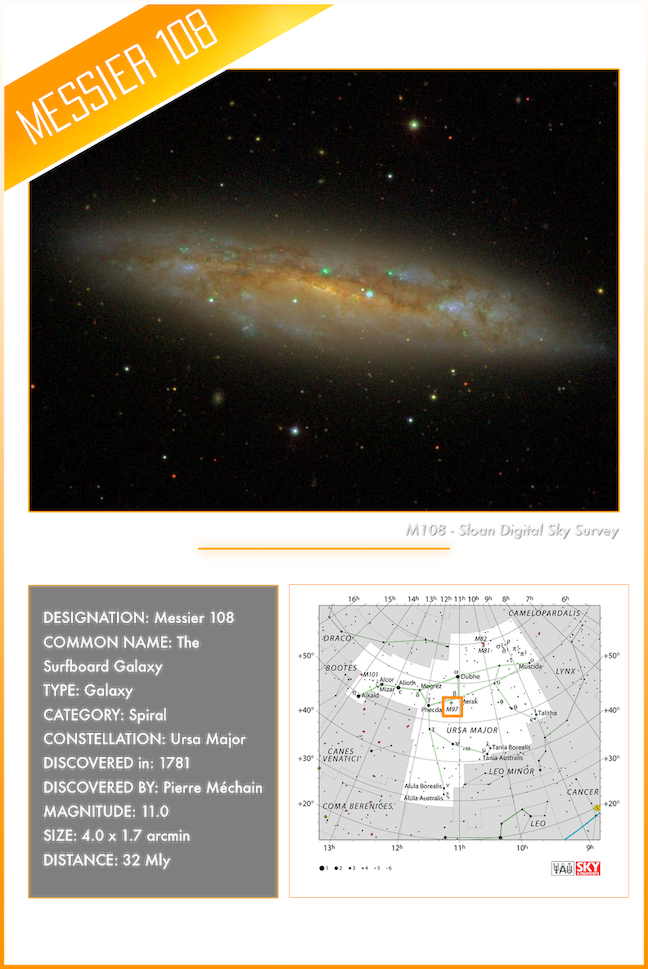 MESSIER 108
M108 - Sloan Digital Sky Survey
DESIGNATION: Messier 108
COMMON NAME: The
Surfboard Galaxy
TYPE: Galaxy
CATEGORY: Spiral
CONSTELLATION: Ursa Major
DISCOVERED in: 1781
DISCOVERED BY: Pierre Méchain
MAGNITUDE: 11.0
SIZE: 4.0 x 1.7 arcmin
DISTANCE: 32 Mly
16h 15h 14h 13h 12h 11h 10h 9h 8h 7h 6h
CAMELOPARDALIS
DRACO
M82
M81
+50° BOOTES +50°
M101 Muscida LYNX
α Dubhe
Alcor
Mizar Alioth Megrez
η Alkaid δ
β Merak
+40° Phecda M97 Talitha +40°
URSA MAJOR
CANES
VENATICI
ψ Tania Borealis
Tania Australis
+30° LEO MINOR +30°
Alula Borealis ν
Alula Australis ξ
CANCER
+20° COMA BERENICES +20°
LEO
13h 12h 11h 10h 9h
1 2 3 4 5 6
IAU SKY